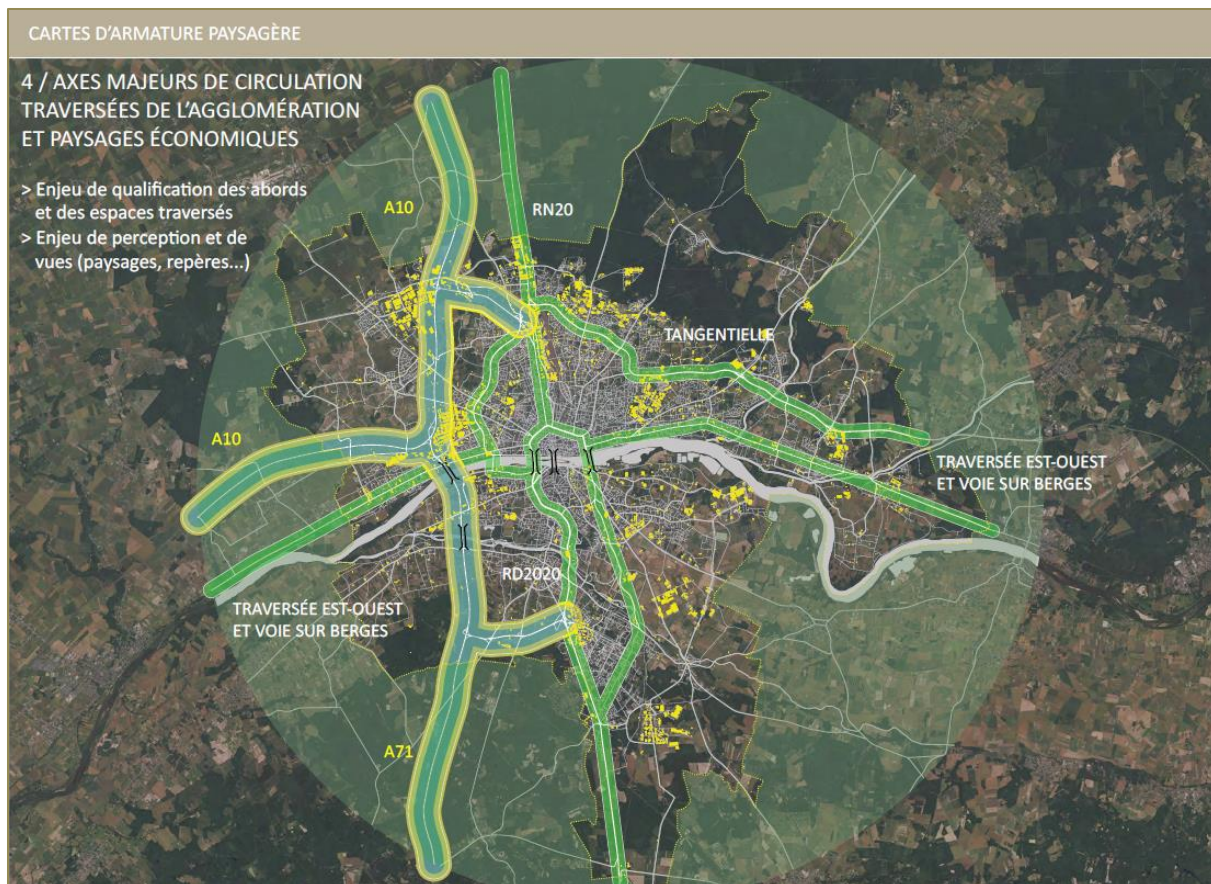 CARTES D'ARMATURE PAYSAGÈRE
4 / AXES MAJEURS DE CIRCULATION
TRAVERSÉES DE L'AGGLOMÉRATION
ET PAYSAGES ÉCONOMIQUES
> Enjeu de qualification des abords
et des espaces traversés
> Enjeu de perception et de
vues (paysages, repères...)
A10
RN20
TANGENTIELLE
A10
TRAVERSÉE EST-OUEST
ET VOIE SUR BERGES
RD2020
TRAVERSÉE EST-OUEST
ET VOIE SUR BERGES
A71